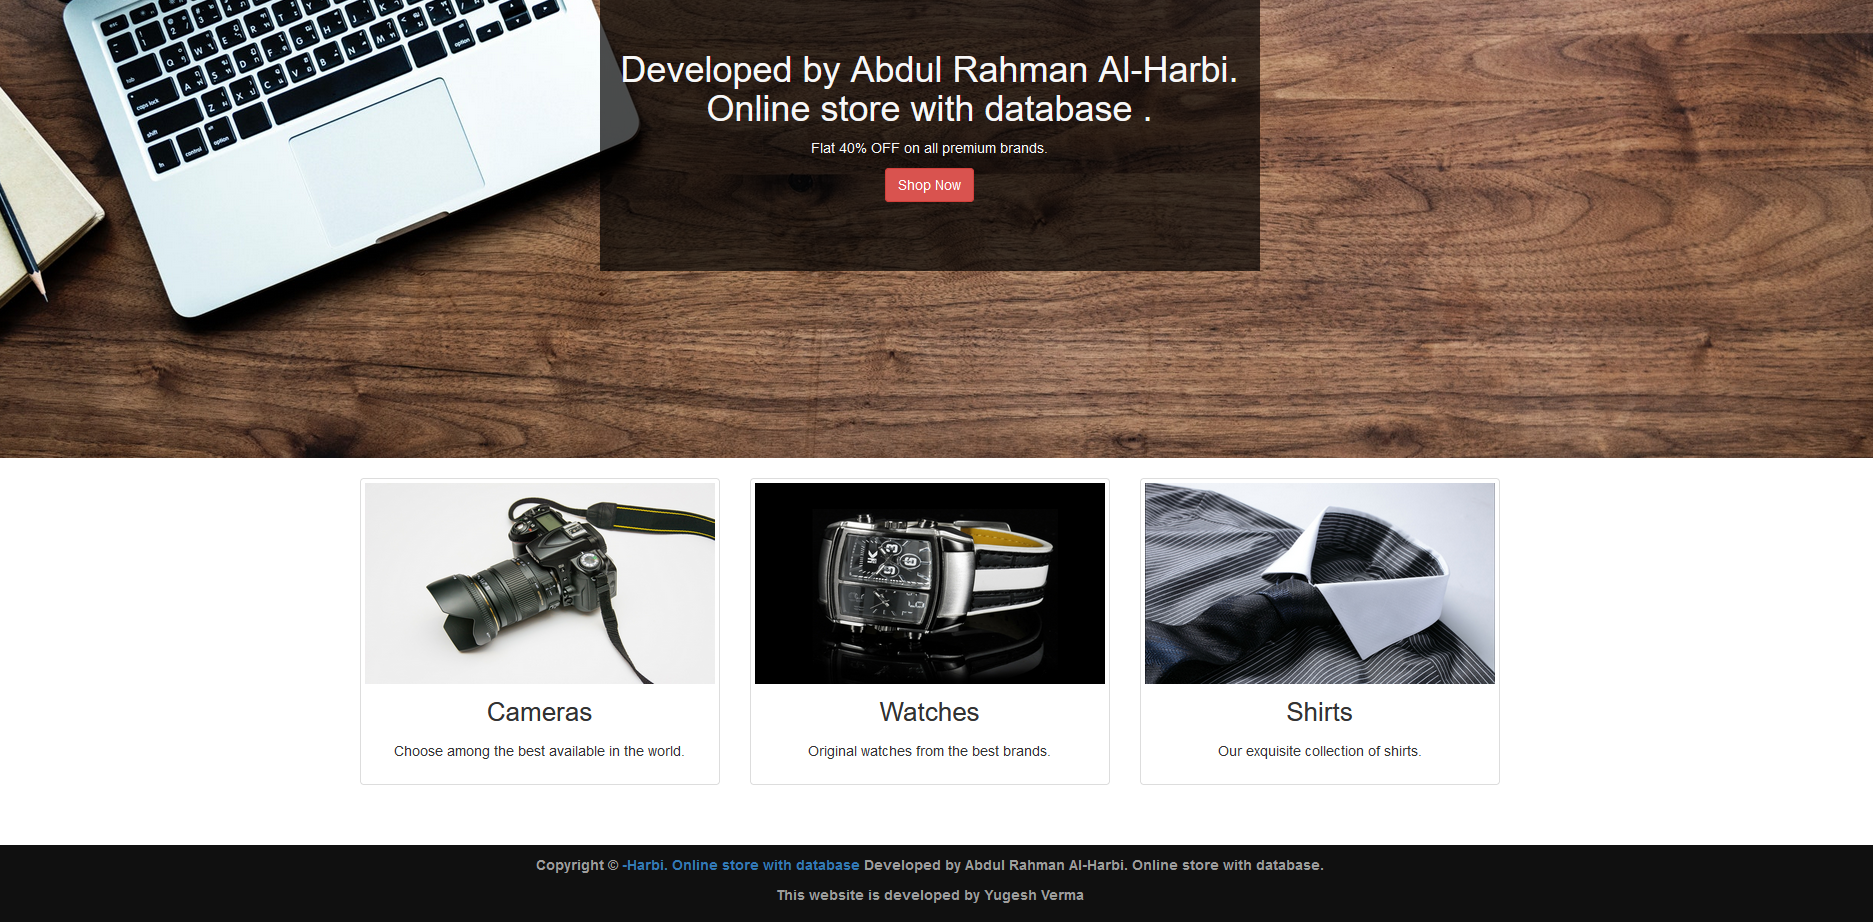 Developed by Abdul Rahman Al-Harbi.
Online store with database .
Flat 40% OFF on all premium brands.
Shop Now
Cameras
Choose among the best available in the world.
Watches
Original watches from the best brands.
Shirts
Our exquisite collection of shirts.
Copyright © -Harbi. Online store with database Developed by Abdul Rahman Al-Harbi. Online store with database.
This website is developed by Yugesh Verma